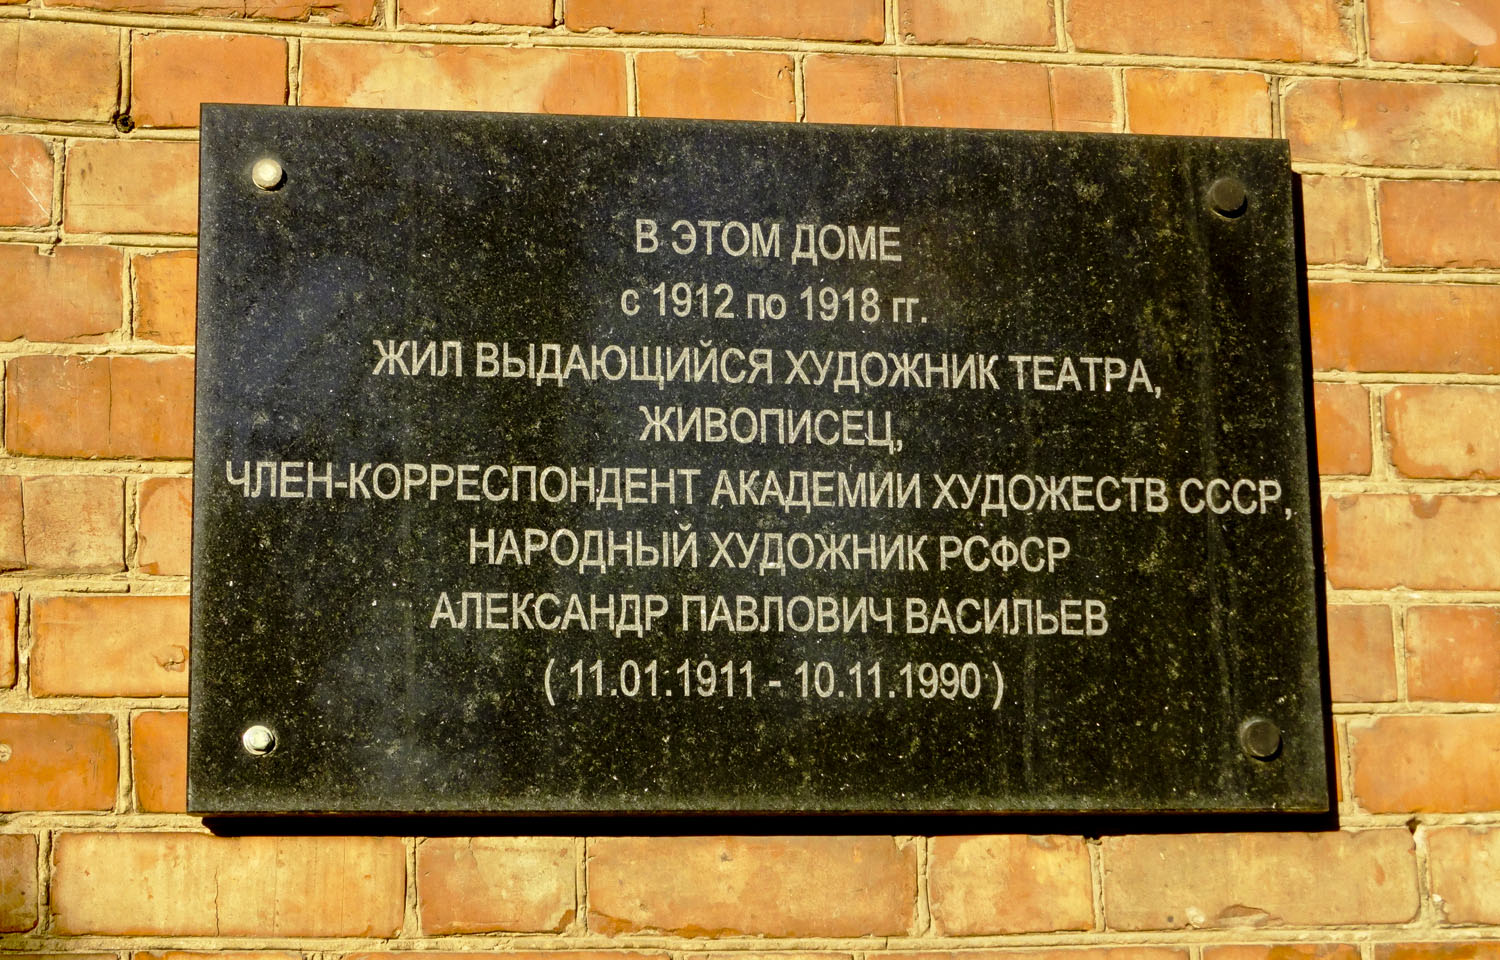 В ЭТОМ ДОМЕ
с 1912 по 1918 гг.
ЖИЛ ВЫДАЮЩИЙСЯ ХУДОЖНИК ТЕАТРА,
ЖИВОПИСЕЦ,
ЧЛЕН-КОРРЕСПОНДЕНТ АКАДЕМИИ ХУДОЖЕСТВ СССР,
НАРОДНЫЙ ХУДОЖНИК РСФСР
АЛЕКСАНДР ПАВЛОВИЧ ВАСИЛЬЕВ
( 11.01.1911 - 10.11.1990 )